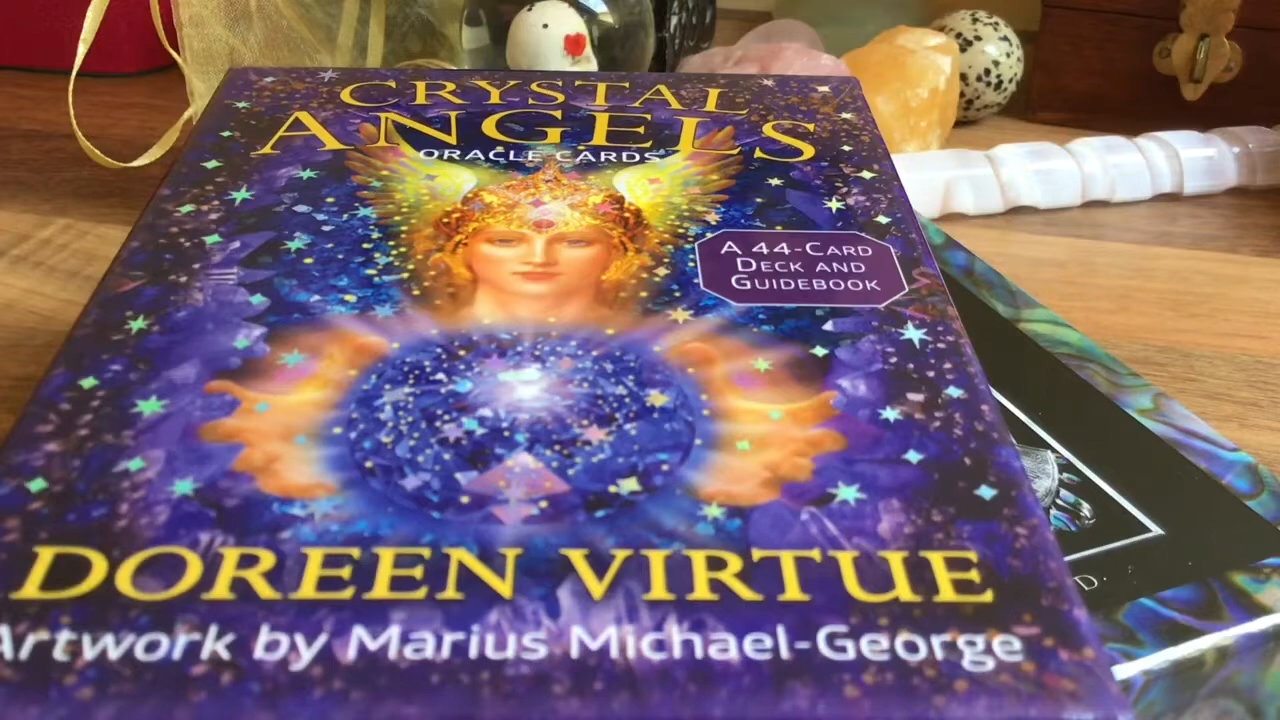 CRYSTAL
ANGELS
ORACLE CARDS
A 44-CARD
DECK AND
GUIDEBOOK
DOREEN VIRTUE
Artwork by Marius Michael-George
D.